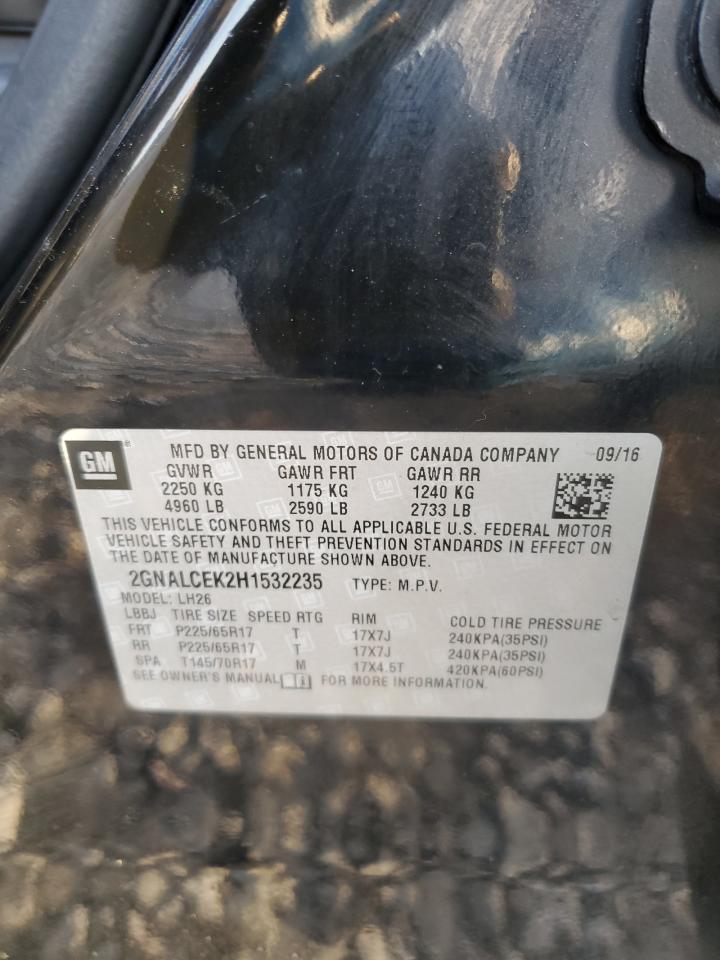 GM® MFD BY GENERAL MOTORS OF CANADA COMPANY 09/16
GVWR GAWR FRT GAWR RR
2250 KG 1175 KG 1240 KG
4960 LB 2590 LB 2733 LB
THIS VEHICLE CONFORMS TO ALL APPLICABLE U.S. FEDERAL MOTOR
VEHICLE SAFETY AND THEFT PREVENTION STANDARDS IN EFFECT ON
THE DATE OF MANUFACTURE SHOWN ABOVE.
2GNALCEK2H1532235 TYPE: M.P.V.
MODEL: LH26
LBBJ TIRE SIZE SPEED RTG RIM COLD TIRE PRESSURE
FRT P225/65R17 T 17X7J 240KPA(35PSI)
RR P225/65R17 T 17X7J 240KPA(35PSI)
SPA T145/70R17 M 17X4.5T 420KPA(60PSI)
SEE OWNER'S MANUAL FOR MORE INFORMATION.